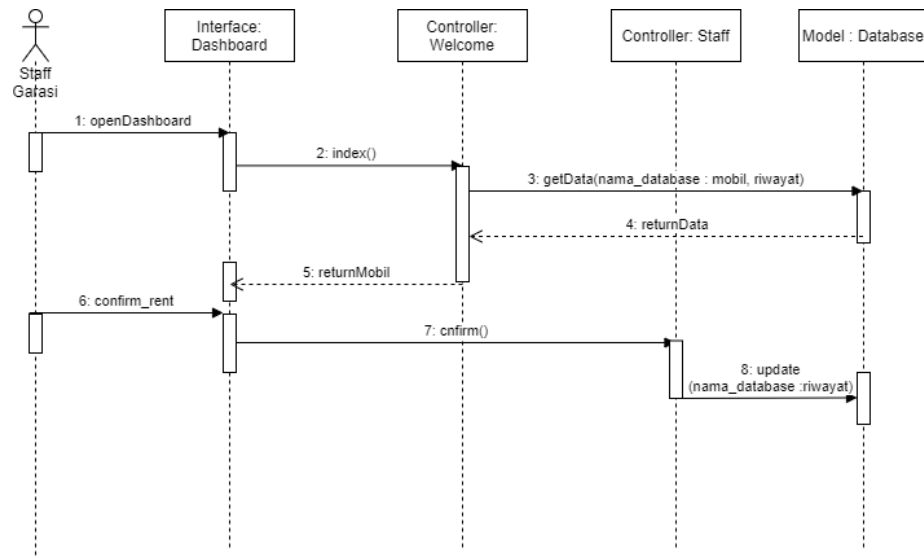 Staff
Garasi
Interface:
Dashboard
Controller:
Welcome
Controller: Staff
Model : Database
1: openDashboard
2: index()
3: getData(nama_database : mobil, riwayat)
4: returnData
5: returnMobil
6: confirm_rent
7: cnfirm()
8: update
(nama_database :riwayat)